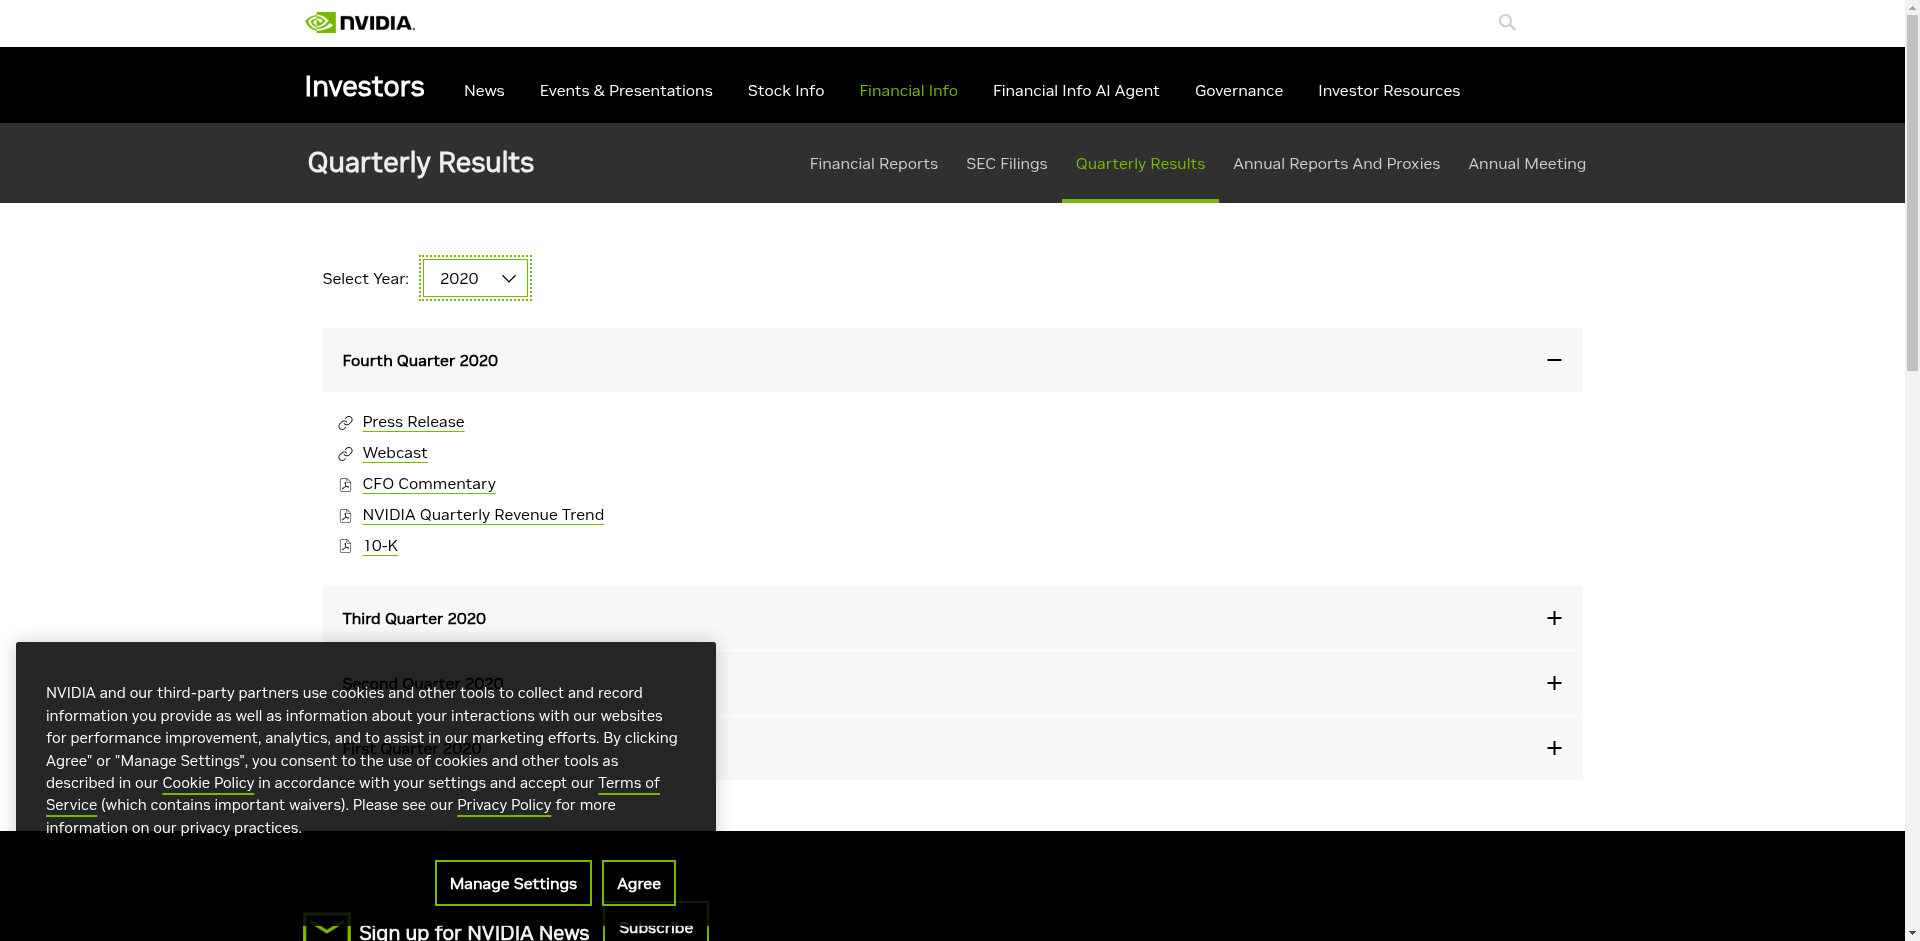 NVIDIA.
Investors
News
Events & Presentations
Stock Info
Financial Info
Financial Info AI Agent
Governance
Investor Resources
Quarterly Results
Financial Reports
SEC Filings
Quarterly Results
Annual Reports And Proxies
Annual Meeting
Select Year:
2020
Fourth Quarter 2020
Press Release
Webcast
CFO Commentary
NVIDIA Quarterly Revenue Trend
10-K
Third Quarter 2020
Second Quarter 2020
First Quarter 2020
NVIDIA and our third-party partners use cookies and other tools to collect and record
information you provide as well as information about your interactions with our websites
for performance improvement, analytics, and to assist in our marketing efforts. By clicking
Agree" or "Manage Settings", you consent to the use of cookies and other tools as
described in our Cookie Policy in accordance with your settings and accept our Terms of
Service (which contains important waivers). Please see our Privacy Policy for more
information on our privacy practices.
Manage Settings
Agree
Sign up for NVIDIA News
Subscribe